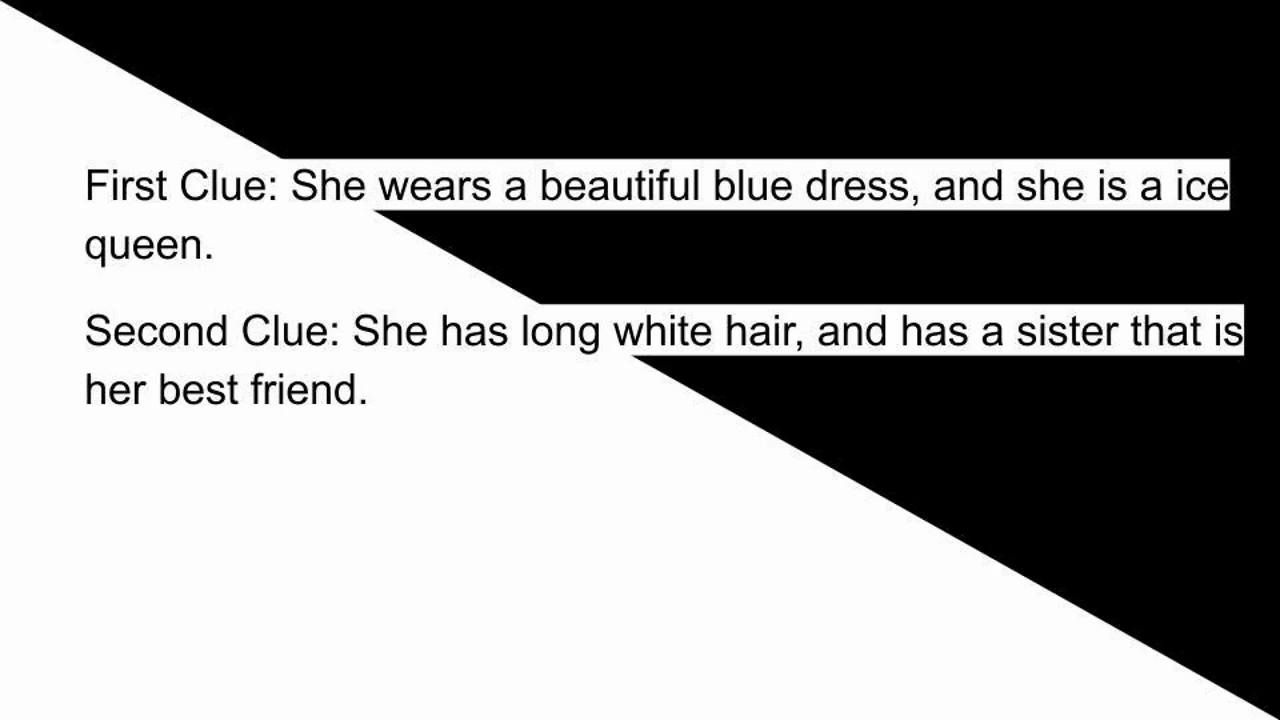 First Clue: She wears a beautiful blue dress, and she is a ice
queen.
Second Clue: She has long white hair, and has a sister that is
her best friend.